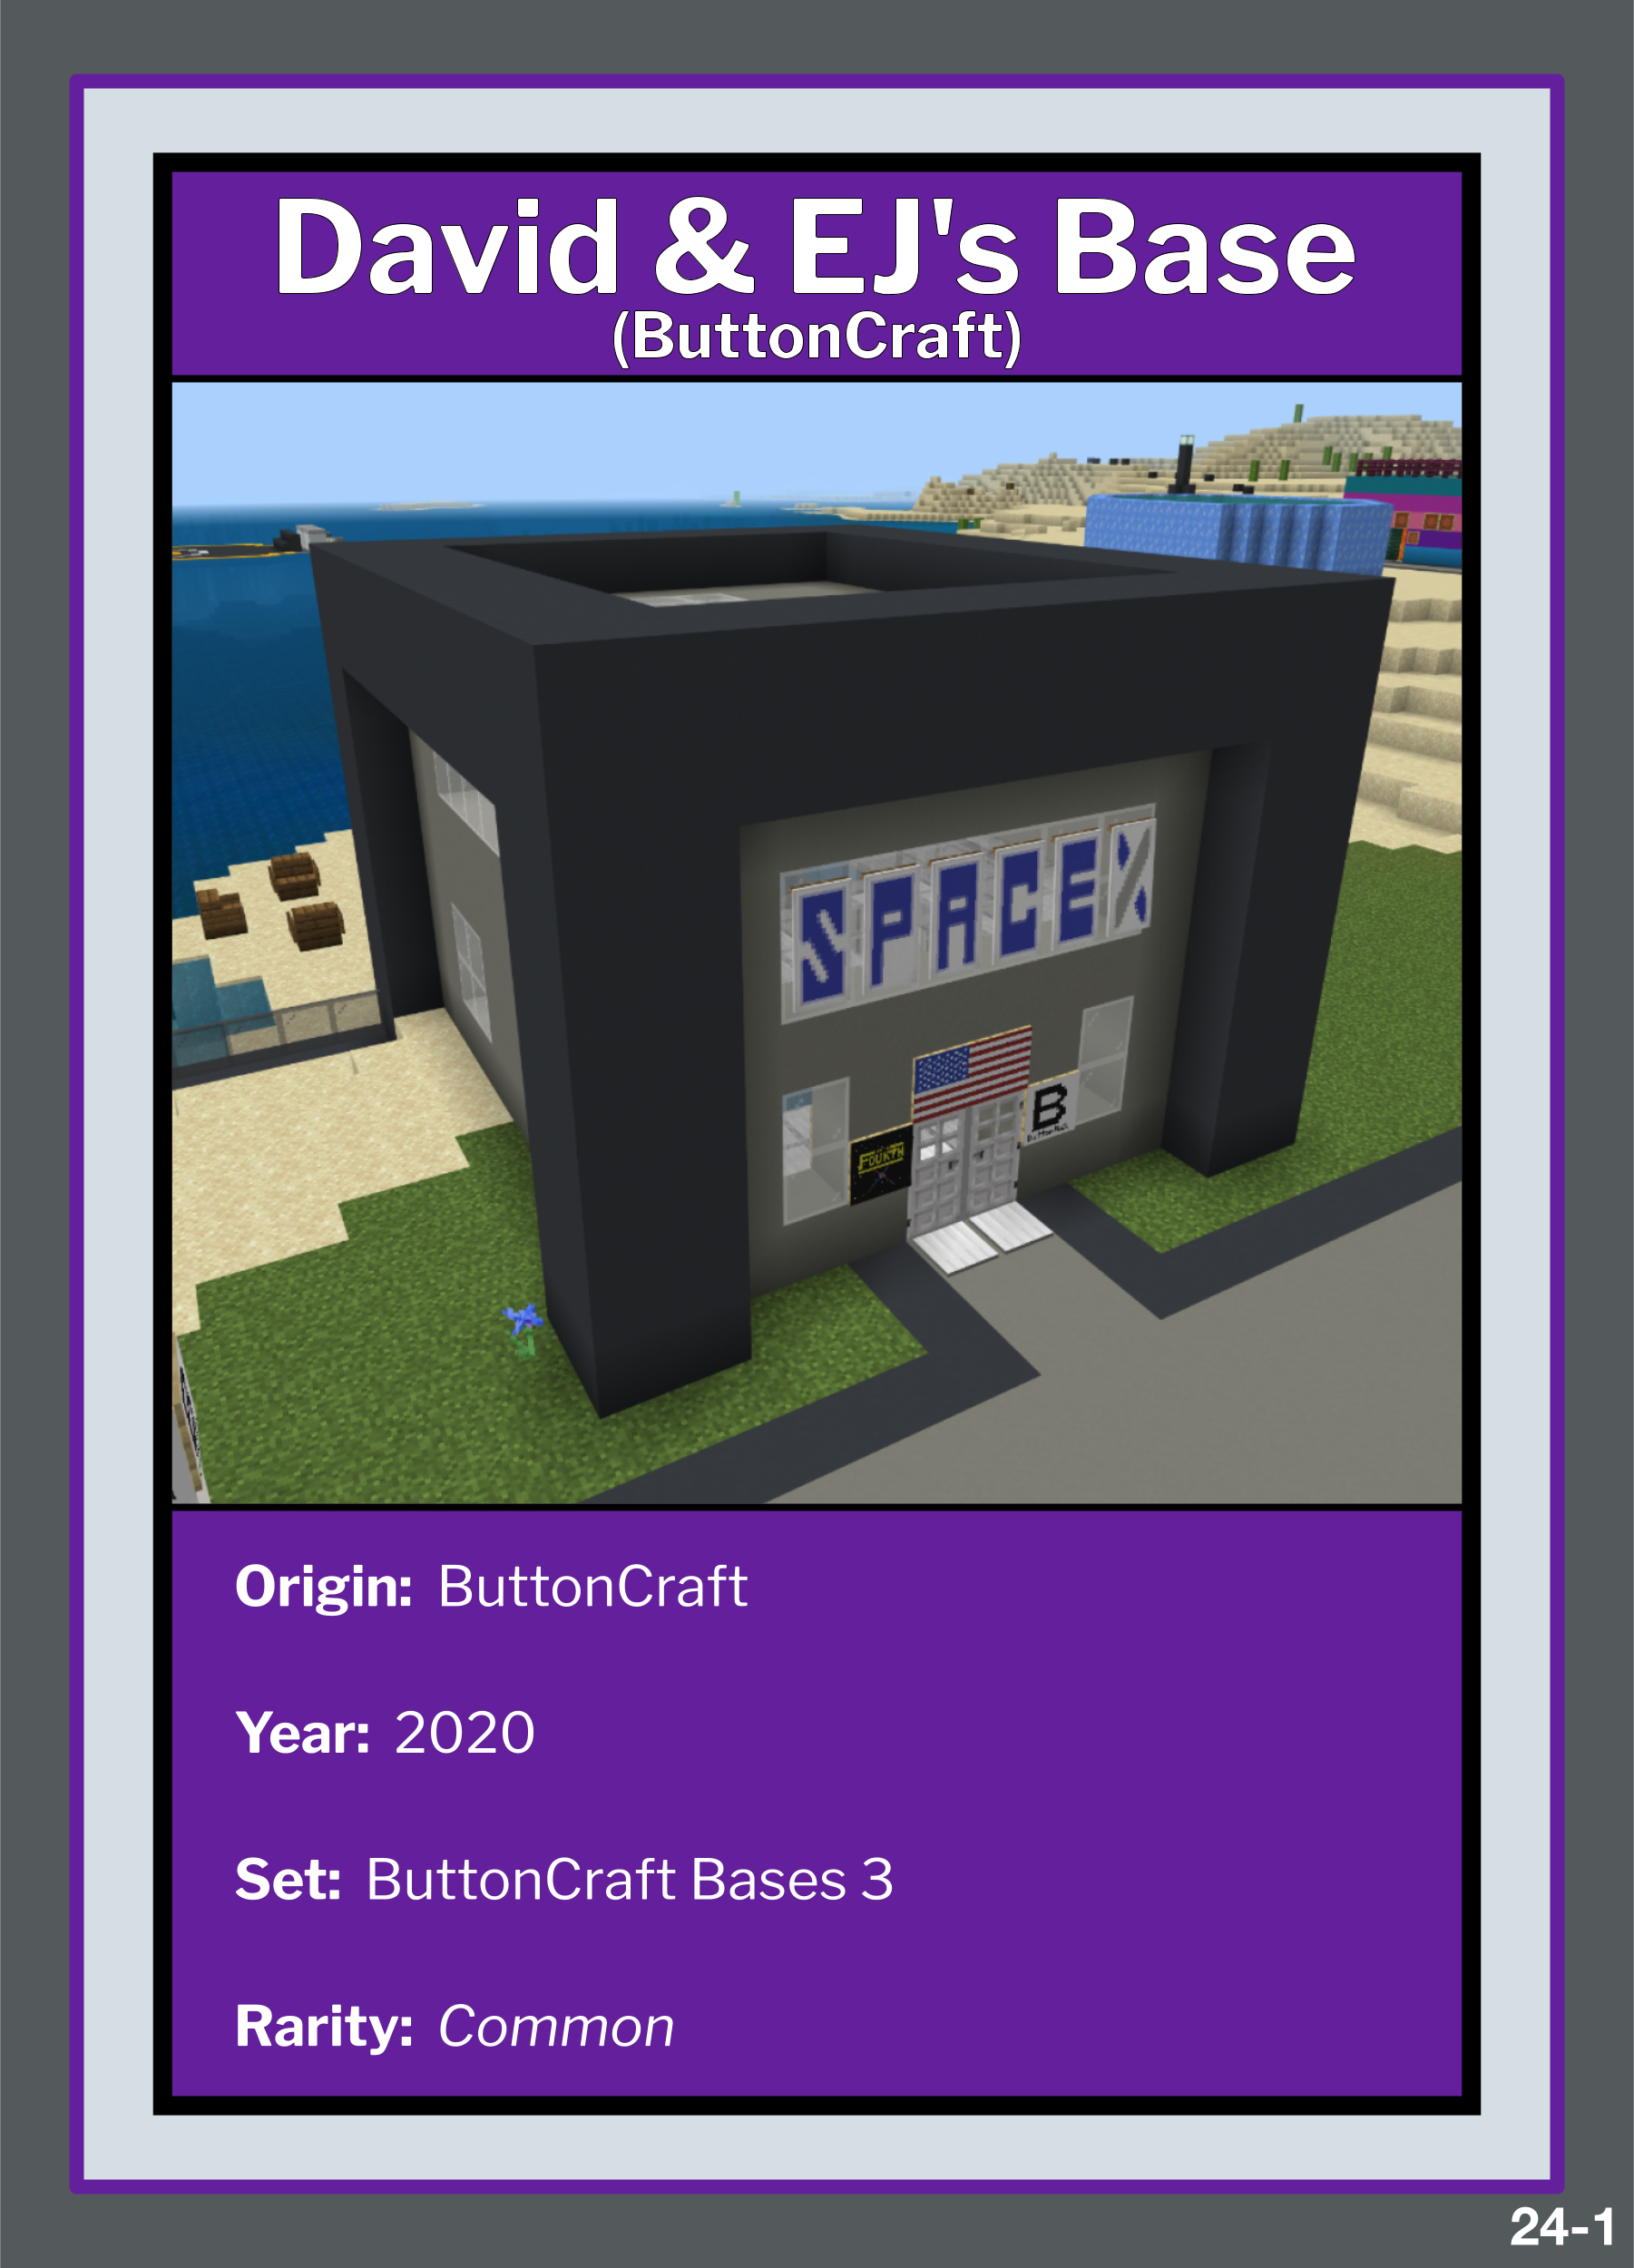 David & EJ's Base
(ButtonCraft)
SPACEX
FOURTH
B
Origin: ButtonCraft
Year: 2020
Set: ButtonCraft Bases 3
Rarity: Common
24-1